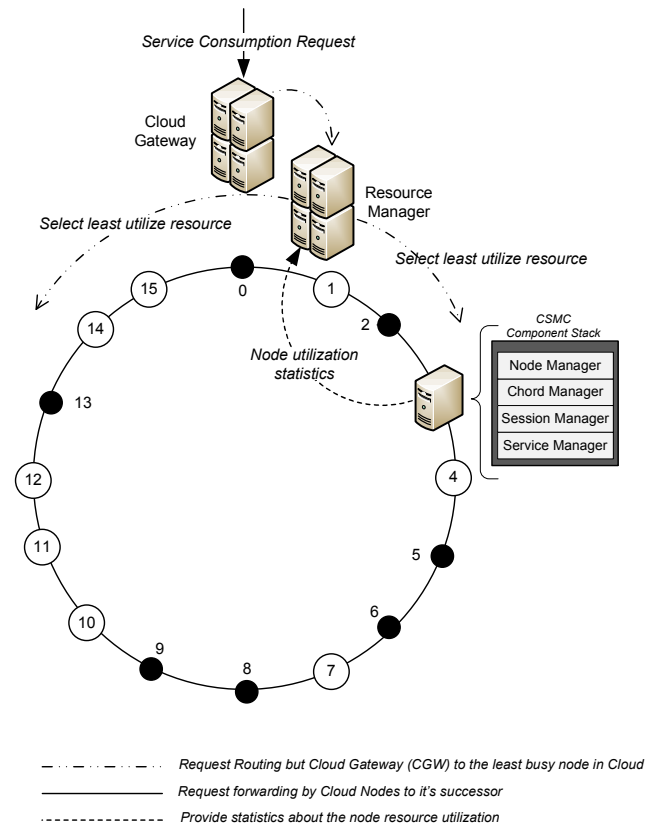 Service Consumption Request
Cloud
Gateway
Resource
Manager
Select least utilize resource
Select least utilize resource
15
0
1
14
2
CSMC
Component Stack
Node Manager
Chord Manager
Session Manager
Service Manager
Node utilization
statistics
13
12
4
11
5
10
6
9
8
7
Request Routing but Cloud Gateway (CGW) to the least busy node in Cloud
Request forwarding by Cloud Nodes to it's successor
Provide statistics about the node resource utilization